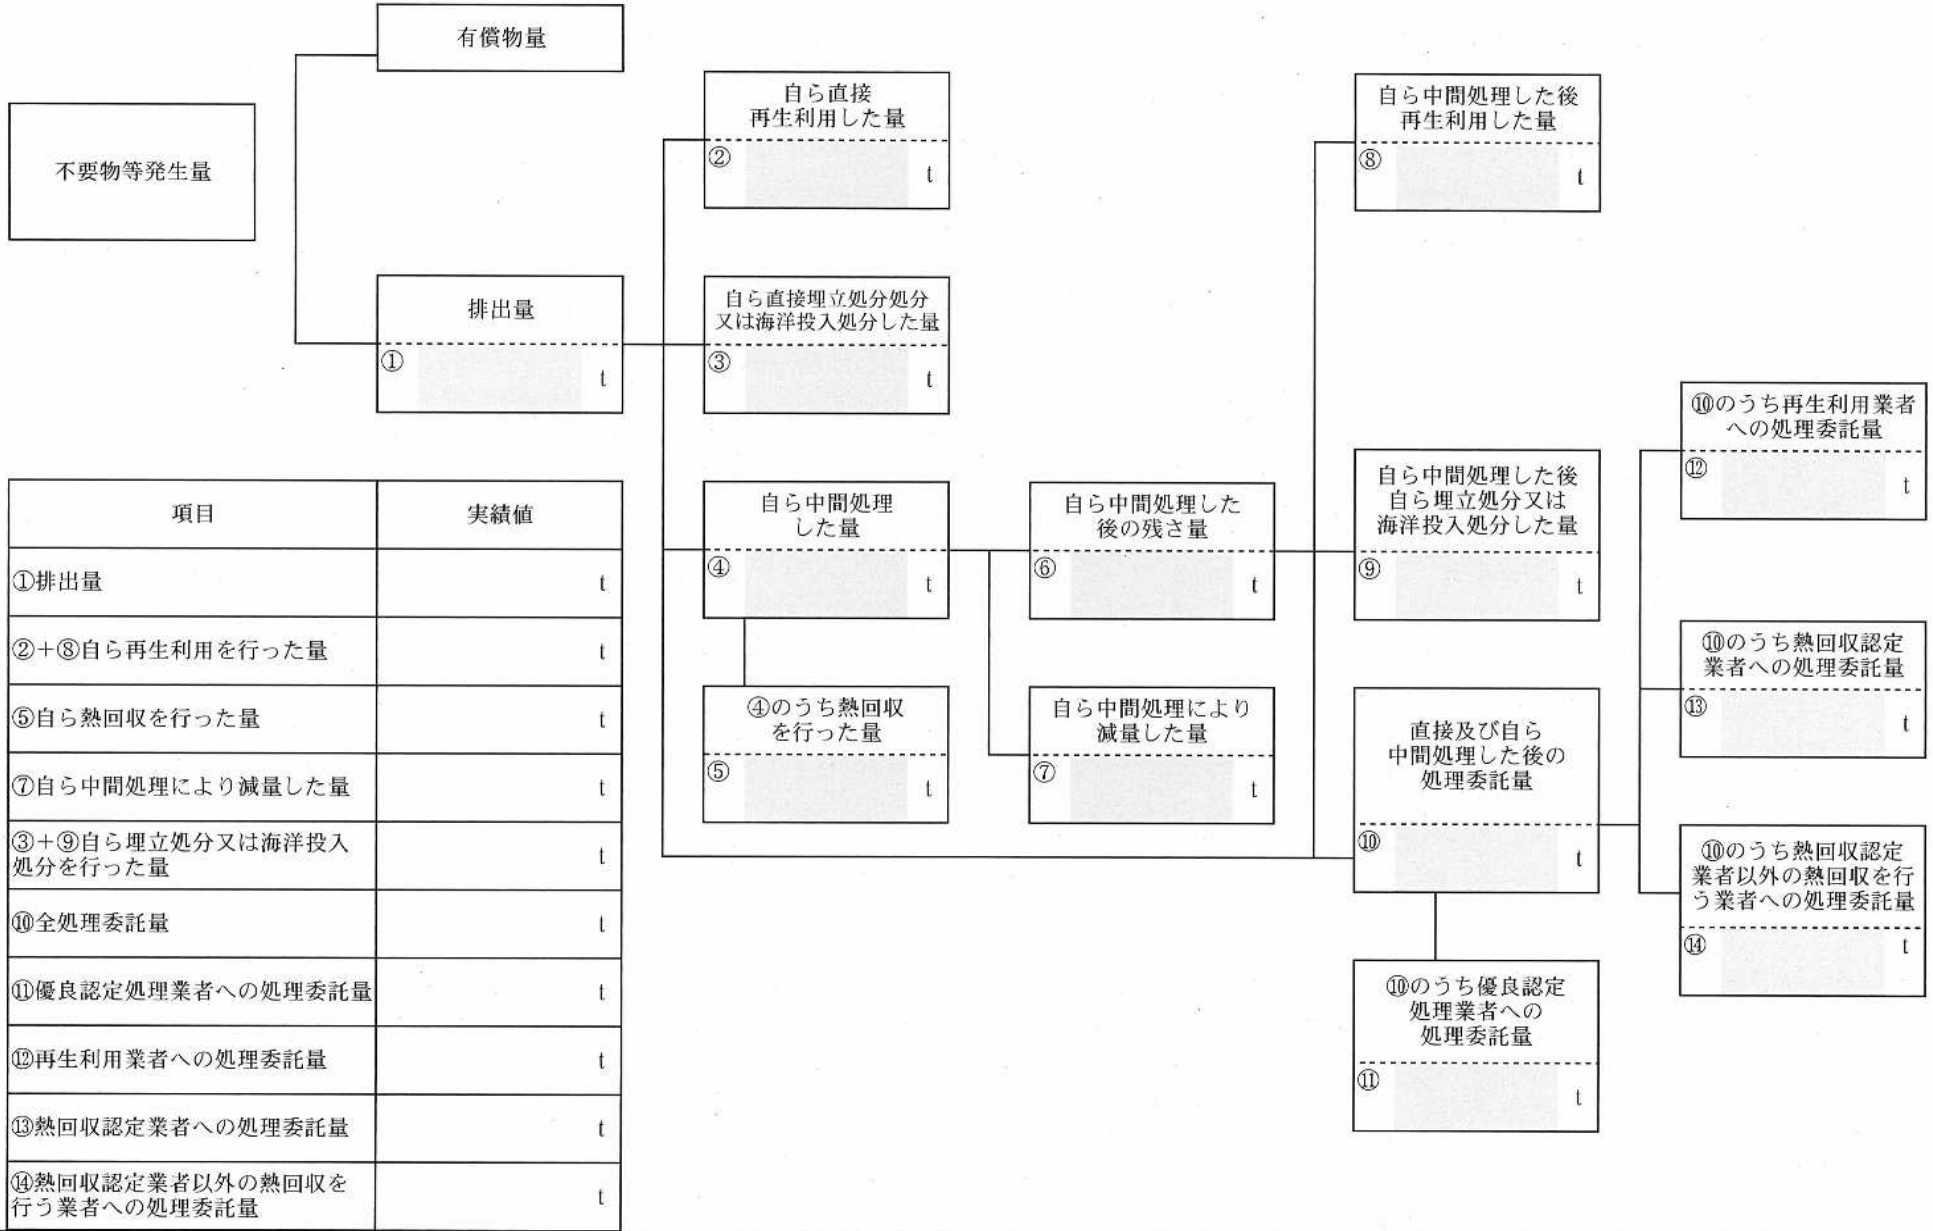 有償物量
不要物等発生量
排出量
①
t
自ら直接
再生利用した量
②
t
自ら直接埋立処分処分
又は海洋投入処分した量
③
t
自ら中間処理
した量
④
t
④のうち熱回収
を行った量
⑤
t
自ら中間処理した
後の残さ量
⑥
t
自ら中間処理により
減量した量
⑦
t
自ら中間処理した後
再生利用した量
⑧
t
自ら中間処理した後
自ら埋立処分又は
海洋投入処分した量
⑨
t
直接及び自ら
中間処理した後の
処理委託量
⑩
t
⑩のうち優良認定
処理業者への
処理委託量
⑪
t
⑩のうち再生利用業者
への処理委託量
⑫
t
⑩のうち熱回収認定
業者への処理委託量
⑬
t
⑩のうち熱回収認定
業者以外の熱回収を行
う業者への処理委託量
⑭
t
項目 実績値
①排出量 t
②+⑧自ら再生利用を行った量 t
⑤自ら熱回収を行った量 t
⑦自ら中間処理により減量した量 t
③+⑨自ら埋立処分又は海洋投入
処分を行った量 t
⑩全処理委託量 t
⑪優良認定処理業者への処理委託量 t
⑫再生利用業者への処理委託量 t
⑬熱回収認定業者への処理委託量 t
⑭熱回収認定業者以外の熱回収を
行う業者への処理委託量 t